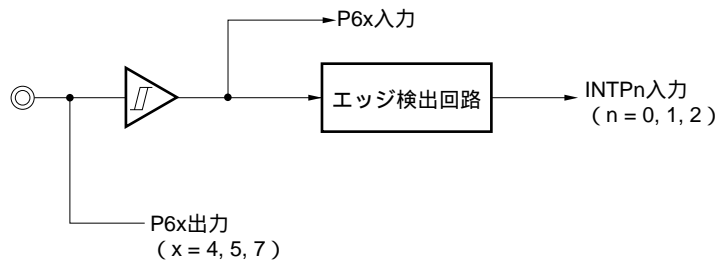 P6x入力
エッジ検出回路
INTPn入力
（n = 0, 1, 2）
P6x出力
（x = 4, 5, 7）